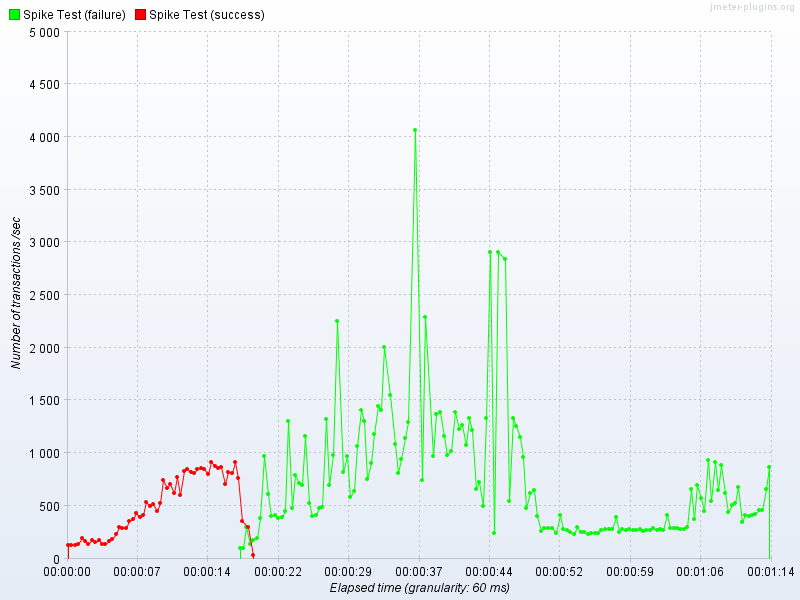 jmeter-plugins.org
Spike Test (failure) Spike Test (success)
5 000
4 500
4 000
3 500
3 000
2 500
2 000
1 500
1 000
500
0
Number of transactions /sec
00:00:00 00:00:07 00:00:14 00:00:22 00:00:29 00:00:37 00:00:44 00:00:52 00:00:59 00:01:06 00:01:14
Elapsed time (granularity: 60 ms)